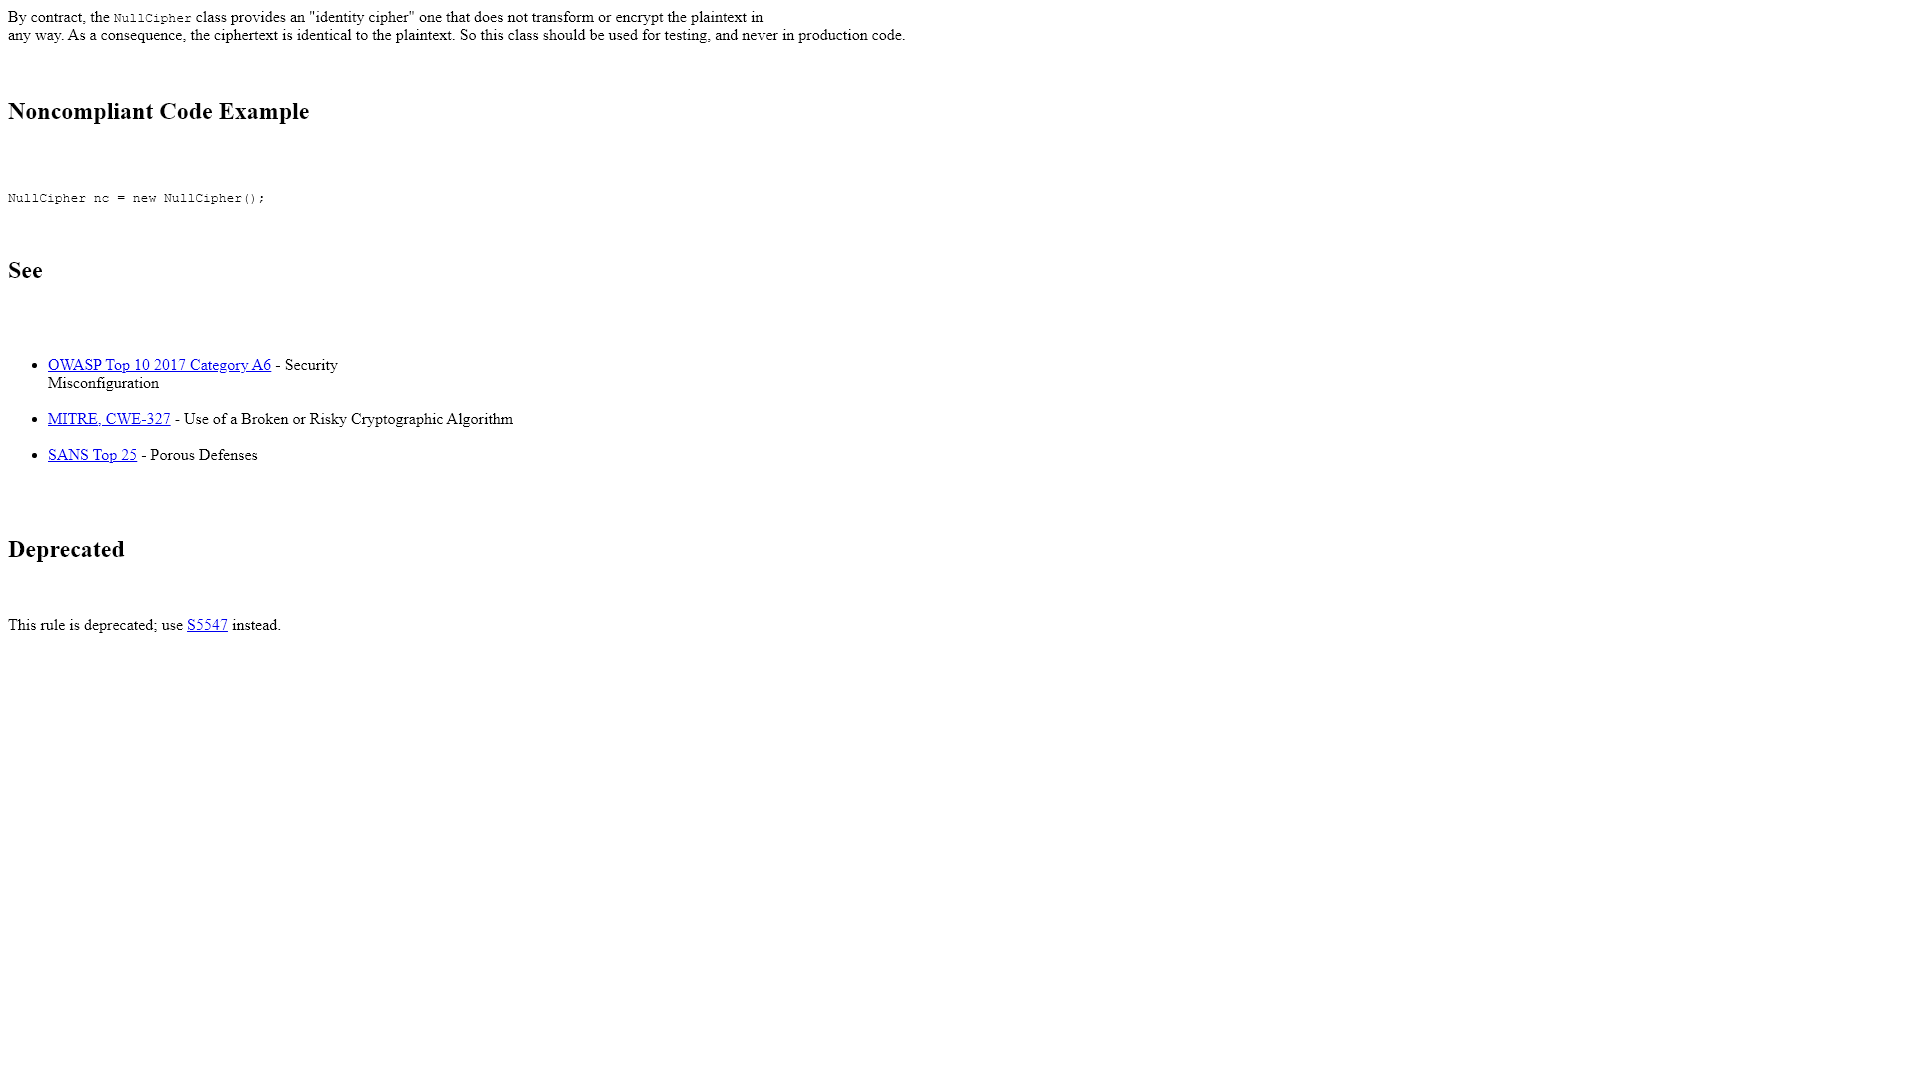 By contract, the NullCipher class provides an "identity cipher" one that does not transform or encrypt the plaintext in
any way. As a consequence, the ciphertext is identical to the plaintext. So this class should be used for testing, and never in production code.
Noncompliant Code Example
NullCipher nc = new NullCipher();
See
OWASP Top 10 2017 Category A6 - Security
Misconfiguration
MITRE, CWE-327 - Use of a Broken or Risky Cryptographic Algorithm
SANS Top 25 - Porous Defenses
Deprecated
This rule is deprecated; use S5547 instead.